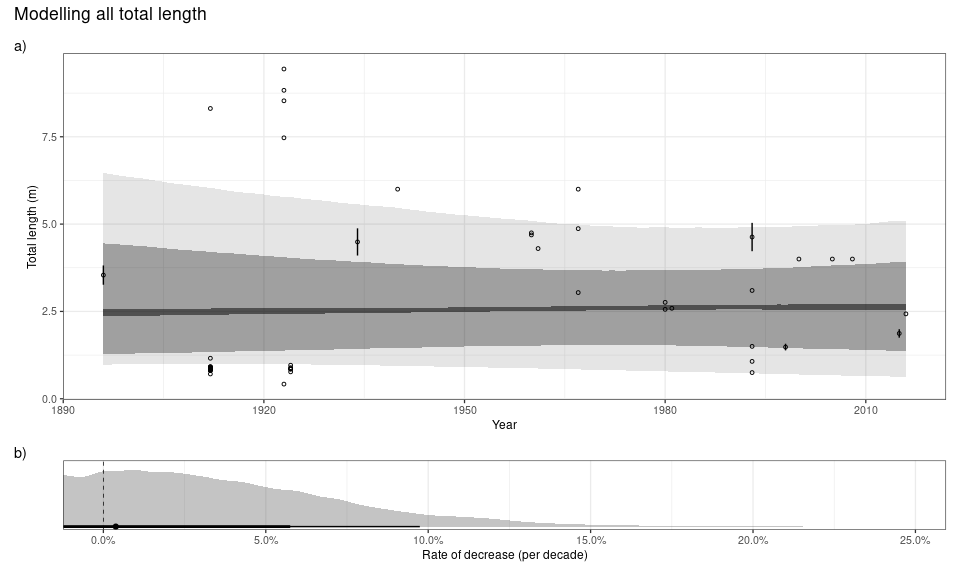 Modelling all total length
a)
Total length (m)
7.5
5.0
2.5
0.0
1890 1920 1950 1980 2010
Year
b)
0.0% 5.0% 10.0% 15.0% 20.0% 25.0%
Rate of decrease (per decade)